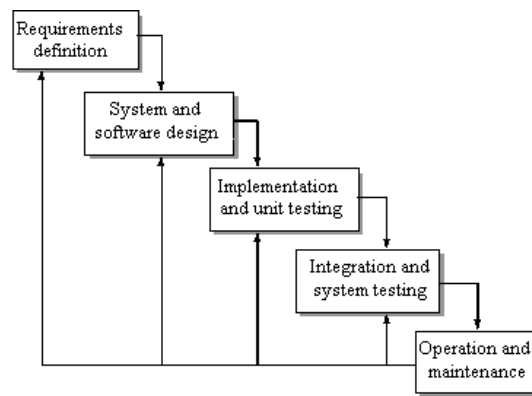 Requirements
definition
System and
software design
Implementation
and unit testing
Integration and
system testing
Operation and
maintenance